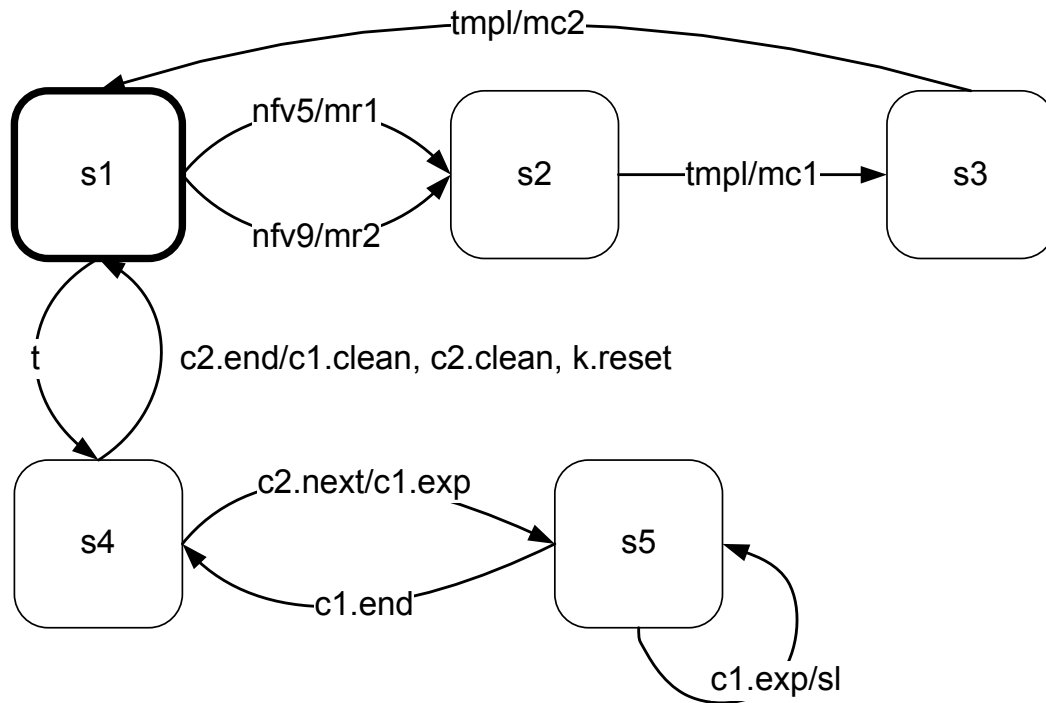 tmpl/mc2
s1
nfv5/mr1
nfv9/mr2
s2
tmpl/mc1
s3
t
c2.end/c1.clean, c2.clean, k.reset
s4
c2.next/c1.exp
c1.end
s5
c1.exp/sl